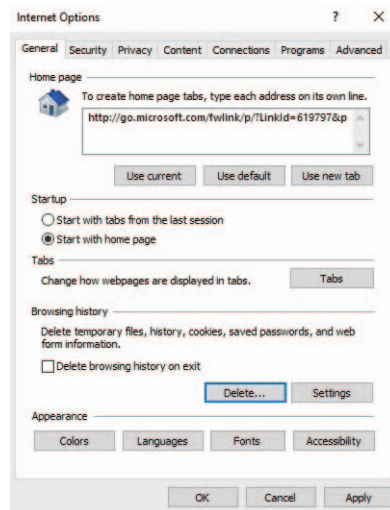 Internet Options ? ×
General Security Privacy Content Connections Programs Advanced
Home page
To create home page tabs, type each address on its own line.
http://go.microsoft.com/fwlink/p/?LinkId=619797&p
Use current Use default Use new tab
Startup
Start with tabs from the last session
Start with home page
Tabs
Change how webpages are displayed in tabs. Tabs
Browsing history
Delete temporary files, history, cookies, saved passwords, and web
form information.
Delete browsing history on exit
Delete... Settings
Appearance
Colors Languages Fonts Accessibility
OK Cancel Apply